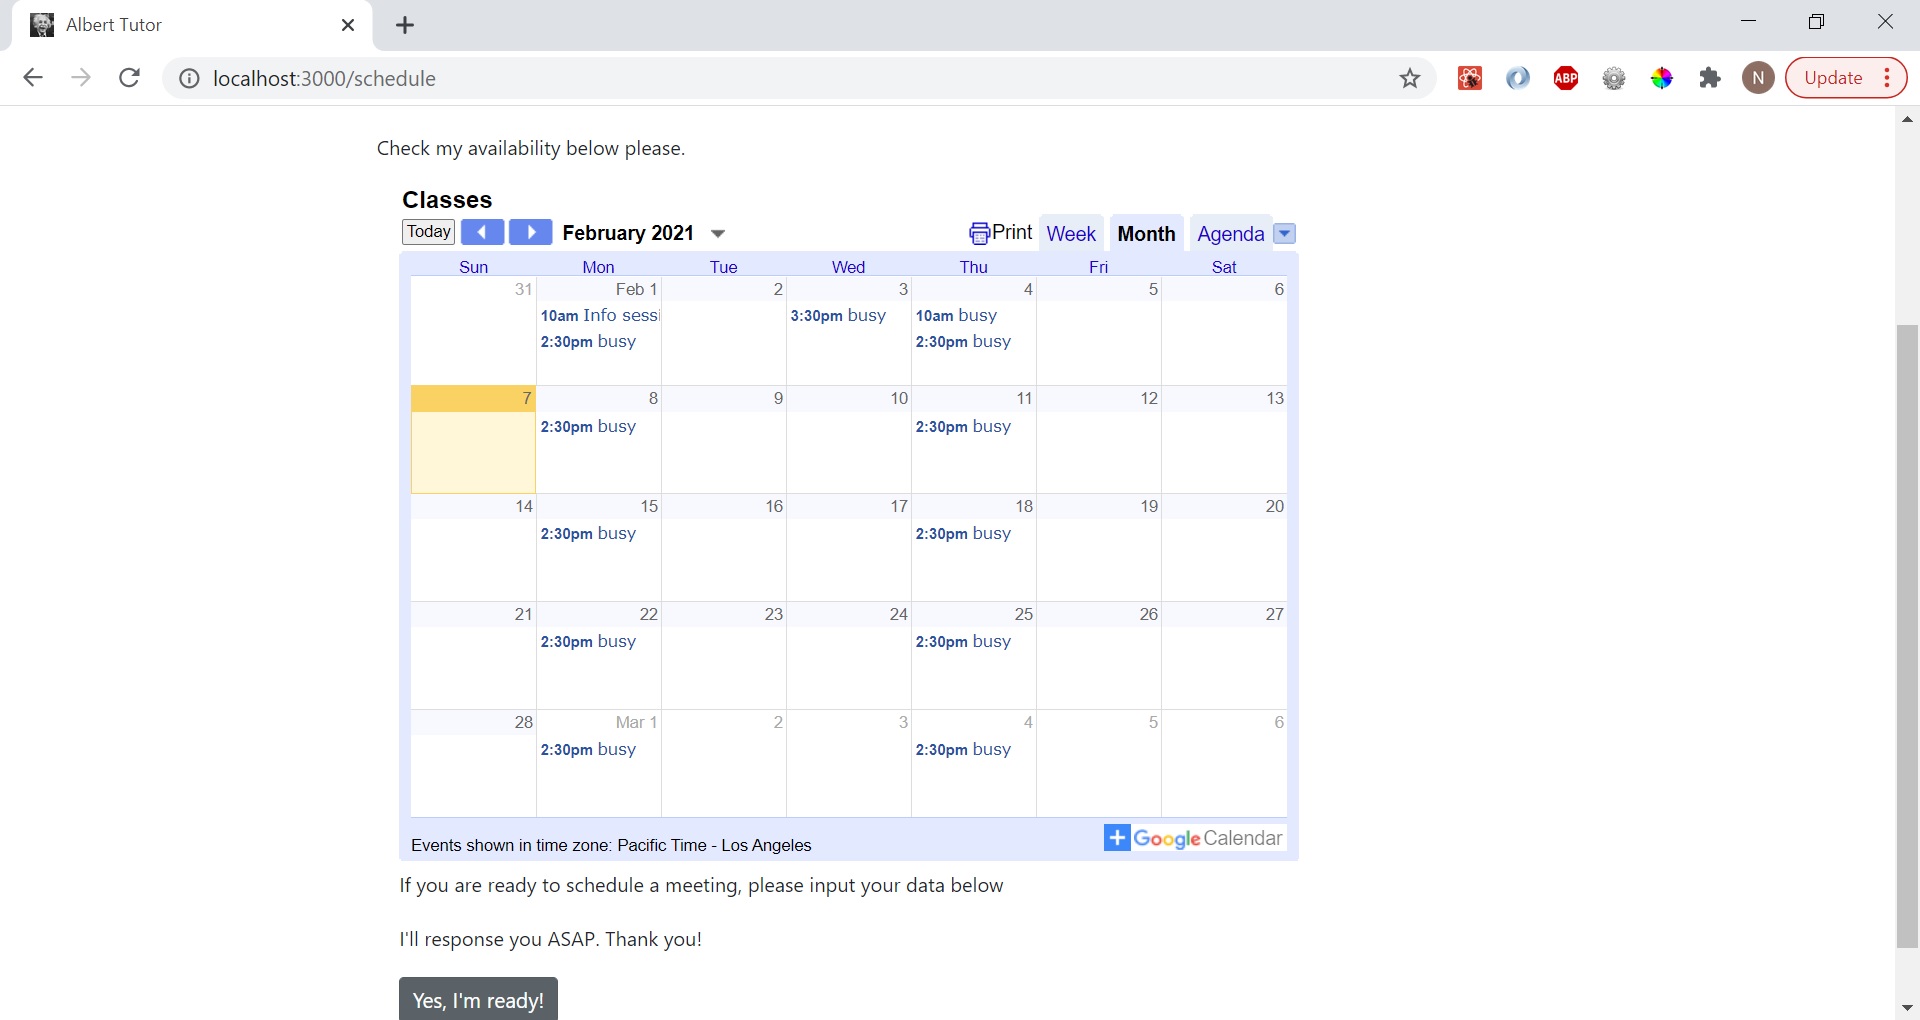 Albert Tutor
localhost:3000/schedule
ABP
N
Update
Check my availability below please.
Classes
Today February 2021 Print Week Month Agenda
Sun Mon Tue Wed Thu Fri Sat
31 Feb 1 2 3 4 5 6
10am Info sessi 3:30pm busy 10am busy
2:30pm busy 2:30pm busy
7 8 9 10 11 12 13
2:30pm busy 2:30pm busy
14 15 16 17 18 19 20
2:30pm busy 2:30pm busy
21 22 23 24 25 26 27
2:30pm busy 2:30pm busy
28 Mar 1 2 3 4 5 6
2:30pm busy 2:30pm busy
Events shown in time zone: Pacific Time - Los Angeles
Google Calendar
If you are ready to schedule a meeting, please input your data below
I'll response you ASAP. Thank you!
Yes, I'm ready!